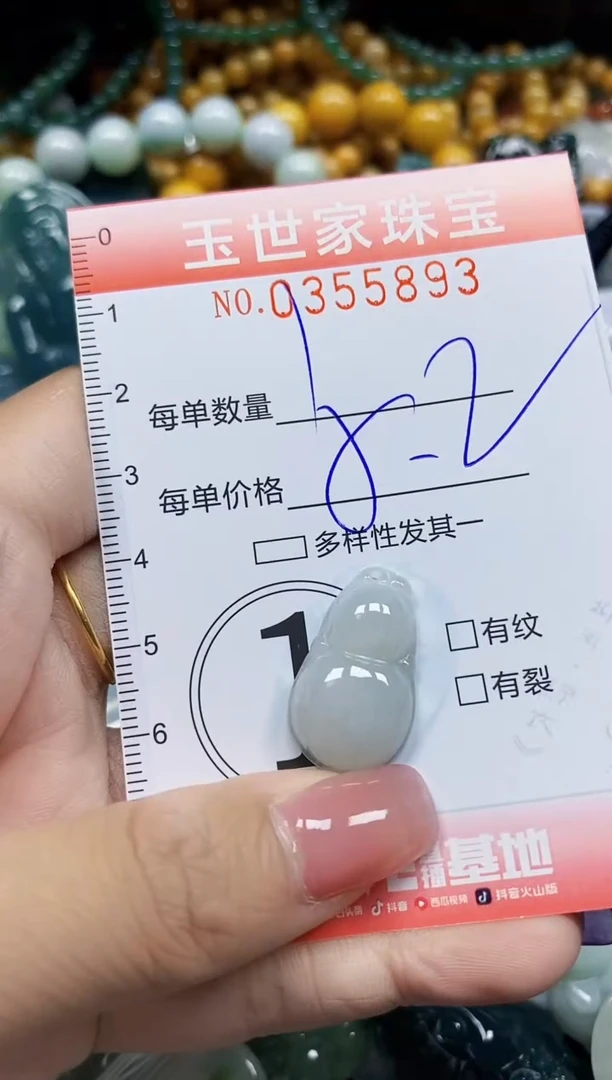 玉世家珠宝
NO.0355893
每单数量
每单价格
多样性发其一
1
有纹
有裂
播基地
头条 抖音 西瓜视频 抖音火山版
0
1
2
3
4
5
6